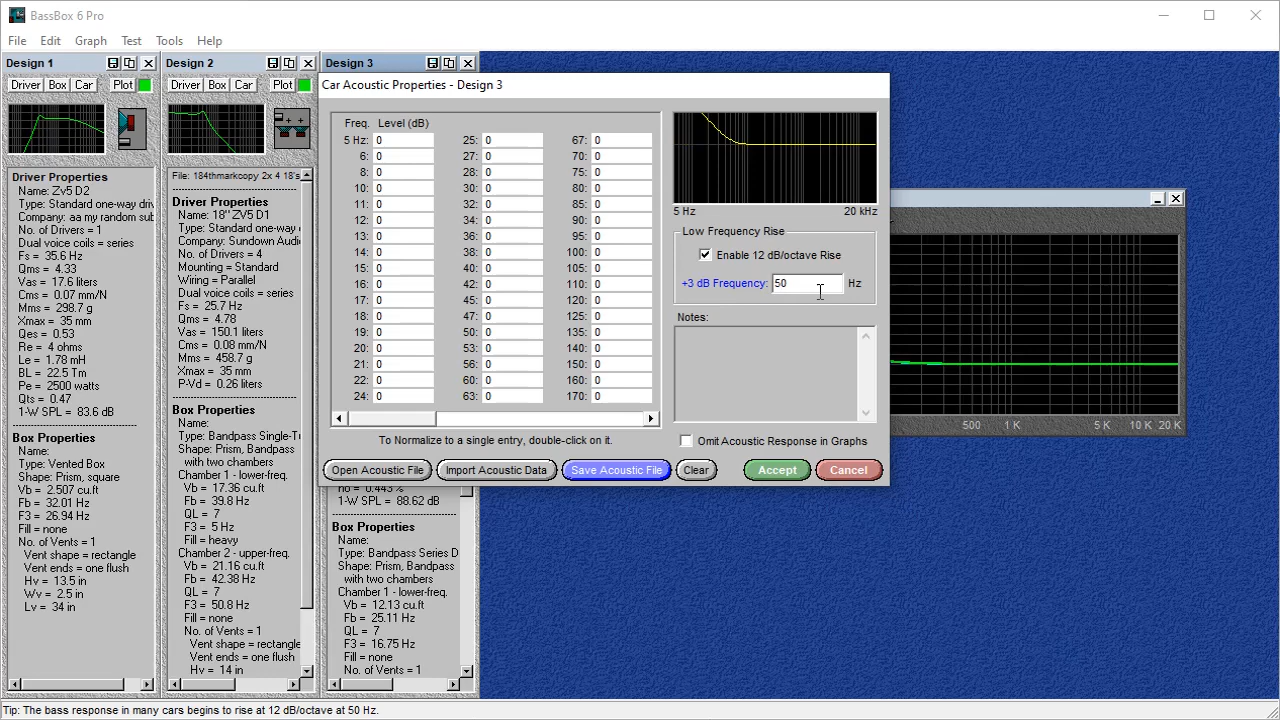 BassBox 6 Pro
File Edit Graph Test Tools Help
Design 1
Driver Box Car Plot
Driver Properties
Name: Zv5 D2
Type: Standard one-way driv
Company: aa my random sub
No. of Drivers = 1
Dual voice coils = series
Fs = 35.6 Hz
Qms = 4.33
Vas = 17.6 liters
Cms = 0.07 mm/N
Mms = 298.7 g
Xmax = 35 mm
Qes = 0.53
Re = 4 ohms
Le = 1.78 mH
BL = 22.5 Tm
Pe = 2500 watts
Qts = 0.47
1-W SPL = 83.6 dB
Box Properties
Name:
Type: Vented Box
Shape: Prism, square
Vb = 2.507 cu.ft
Fb = 32.01 Hz
F3 = 26.94 Hz
Fill = none
No. of Vents = 1
Vent shape = rectangle
Vent ends = one flush
Hv = 13.5 in
Wv = 2.5 in
Lv = 34 in
Design 2
Driver Box Car Plot
File: 184thmarkcopy 2x 4 18's
Driver Properties
Name: 18" ZV5 D1
Type: Standard one-way
Company: Sundown Audi
No. of Drivers = 4
Mounting = Standard
Wiring = Parallel
Dual voice coils = series
Fs = 25.7 Hz
Qms = 4.78
Vas = 150.1 liters
Cms = 0.08 mm/N
Mms = 458.7 g
Xmax = 35 mm
P-Vd = 0.26 liters
Box Properties
Name:
Type: Bandpass Single-T
Shape: Prism, Bandpass
with two chambers
Chamber 1 - lower-freq.
Vb = 17.36 cu.ft
Fb = 39.8 Hz
QL = 7
F3 = 5 Hz
Fill = heavy
Chamber 2 - upper-freq.
Vb = 21.16 cu.ft
Fb = 42.38 Hz
QL = 7
F3 = 50.8 Hz
Fill = none
No. of Vents = 1
Vent shape = rectangle
Vent ends = one flush
Hv = 14 in
Design 3
no = 0.443%
1-W SPL = 88.62 dB
Box Properties
Name:
Type: Bandpass Series D
Shape: Prism, Bandpass
with two chambers
Chamber 1 - lower-freq.
Vb = 12.13 cu.ft
Fb = 25.11 Hz
QL = 7
F3 = 16.75 Hz
Fill = none
No. of Vents = 1
Car Acoustic Properties - Design 3
Freq. Level (dB)
5 Hz: 0 25: 0 67: 0
6: 0 27: 0 70: 0
8: 0 28: 0 75: 0
10: 0 30: 0 80: 0
11: 0 32: 0 85: 0
12: 0 34: 0 90: 0
13: 0 36: 0 95: 0
14: 0 38: 0 100: 0
15: 0 40: 0 105: 0
16: 0 42: 0 110: 0
17: 0 45: 0 120: 0
18: 0 47: 0 125: 0
19: 0 50: 0 135: 0
20: 0 53: 0 140: 0
21: 0 56: 0 150: 0
22: 0 60: 0 160: 0
24: 0 63: 0 170: 0
To Normalize to a single entry, double-click on it.
5 Hz 20 kHz
Low Frequency Rise
Enable 12 dB/octave Rise
+3 dB Frequency: 50 Hz
Notes:
Omit Acoustic Response in Graphs
Open Acoustic File Import Acoustic Data Save Acoustic File Clear Accept Cancel
500 1 K 5 K 10 K 20 K
Tip: The bass response in many cars begins to rise at 12 dB/octave at 50 Hz.